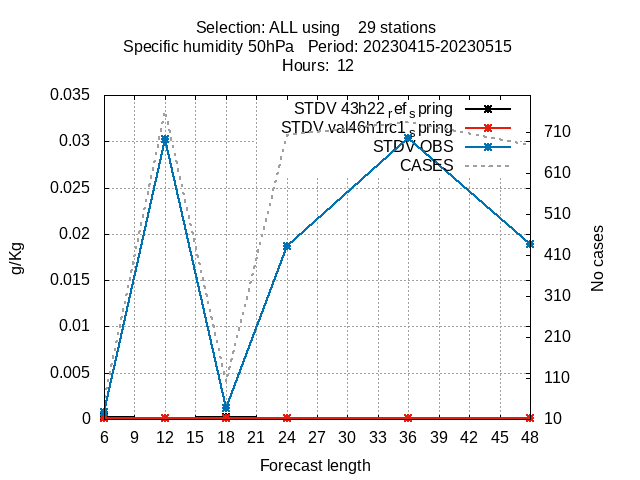 Selection: ALL using    29 stations
Specific humidity 50hPa   Period: 20230415-20230515
Hours:  12
STDV 43h22_ref_spring
STDV val46h1rc1_spring
STDV OBS
CASES
0.035
0.03
0.025
0.02
0.015
0.01
0.005
0
g/Kg
710
610
510
410
310
210
110
10
No cases
6 9 12 15 18 21 24 27 30 33 36 39 42 45 48
Forecast length